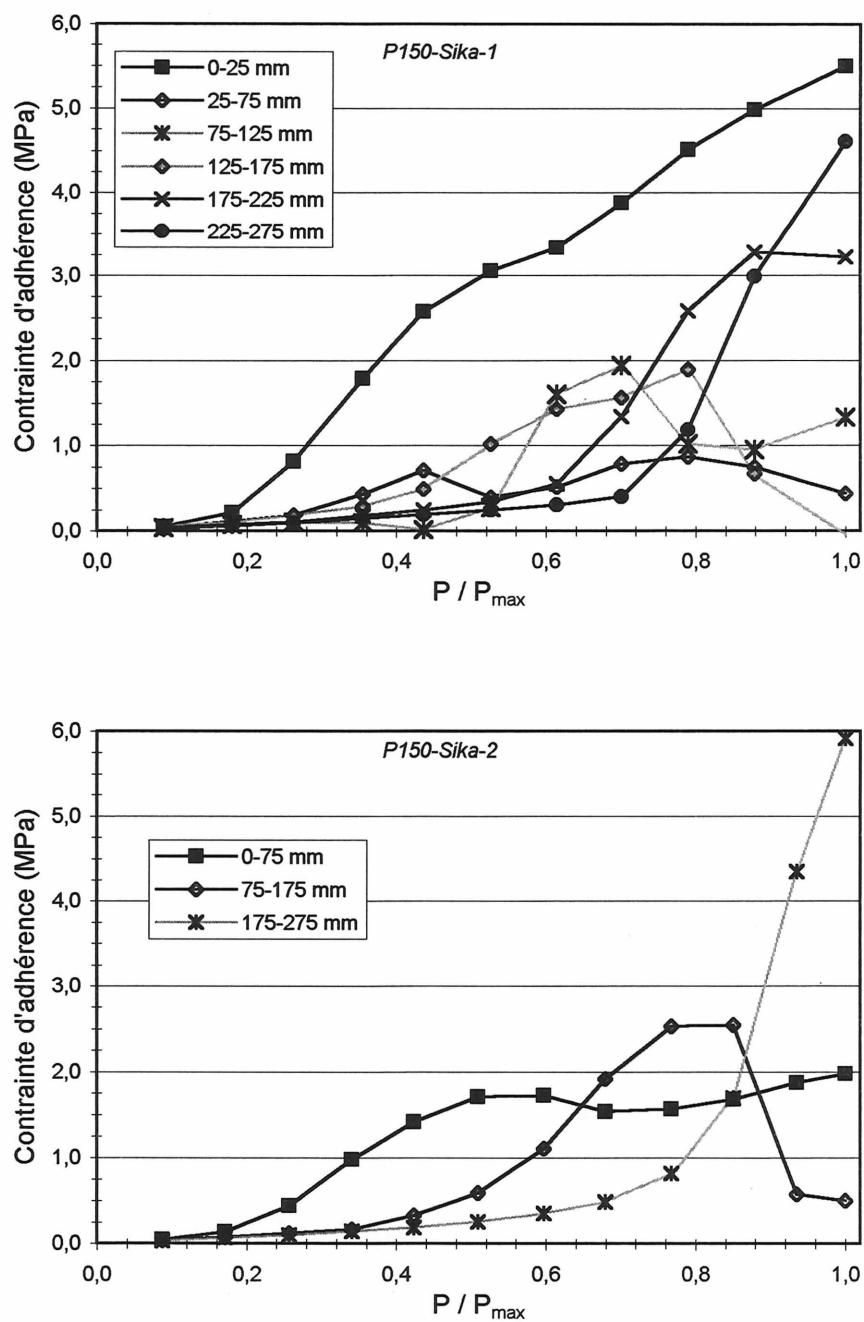 P150-Sika-1
0-25 mm
25-75 mm
75-125 mm
125-175 mm
175-225 mm
225-275 mm
Contrainte d'adhérence (MPa)
6,0
5,0
4,0
3,0
2,0
1,0
0,0
0,0 0,2 0,4 0,6 0,8 1,0
P / Pmax
P150-Sika-2
0-75 mm
75-175 mm
175-275 mm
Contrainte d'adhérence (MPa)
6,0
5,0
4,0
3,0
2,0
1,0
0,0
0,0 0,2 0,4 0,6 0,8 1,0
P / Pmax